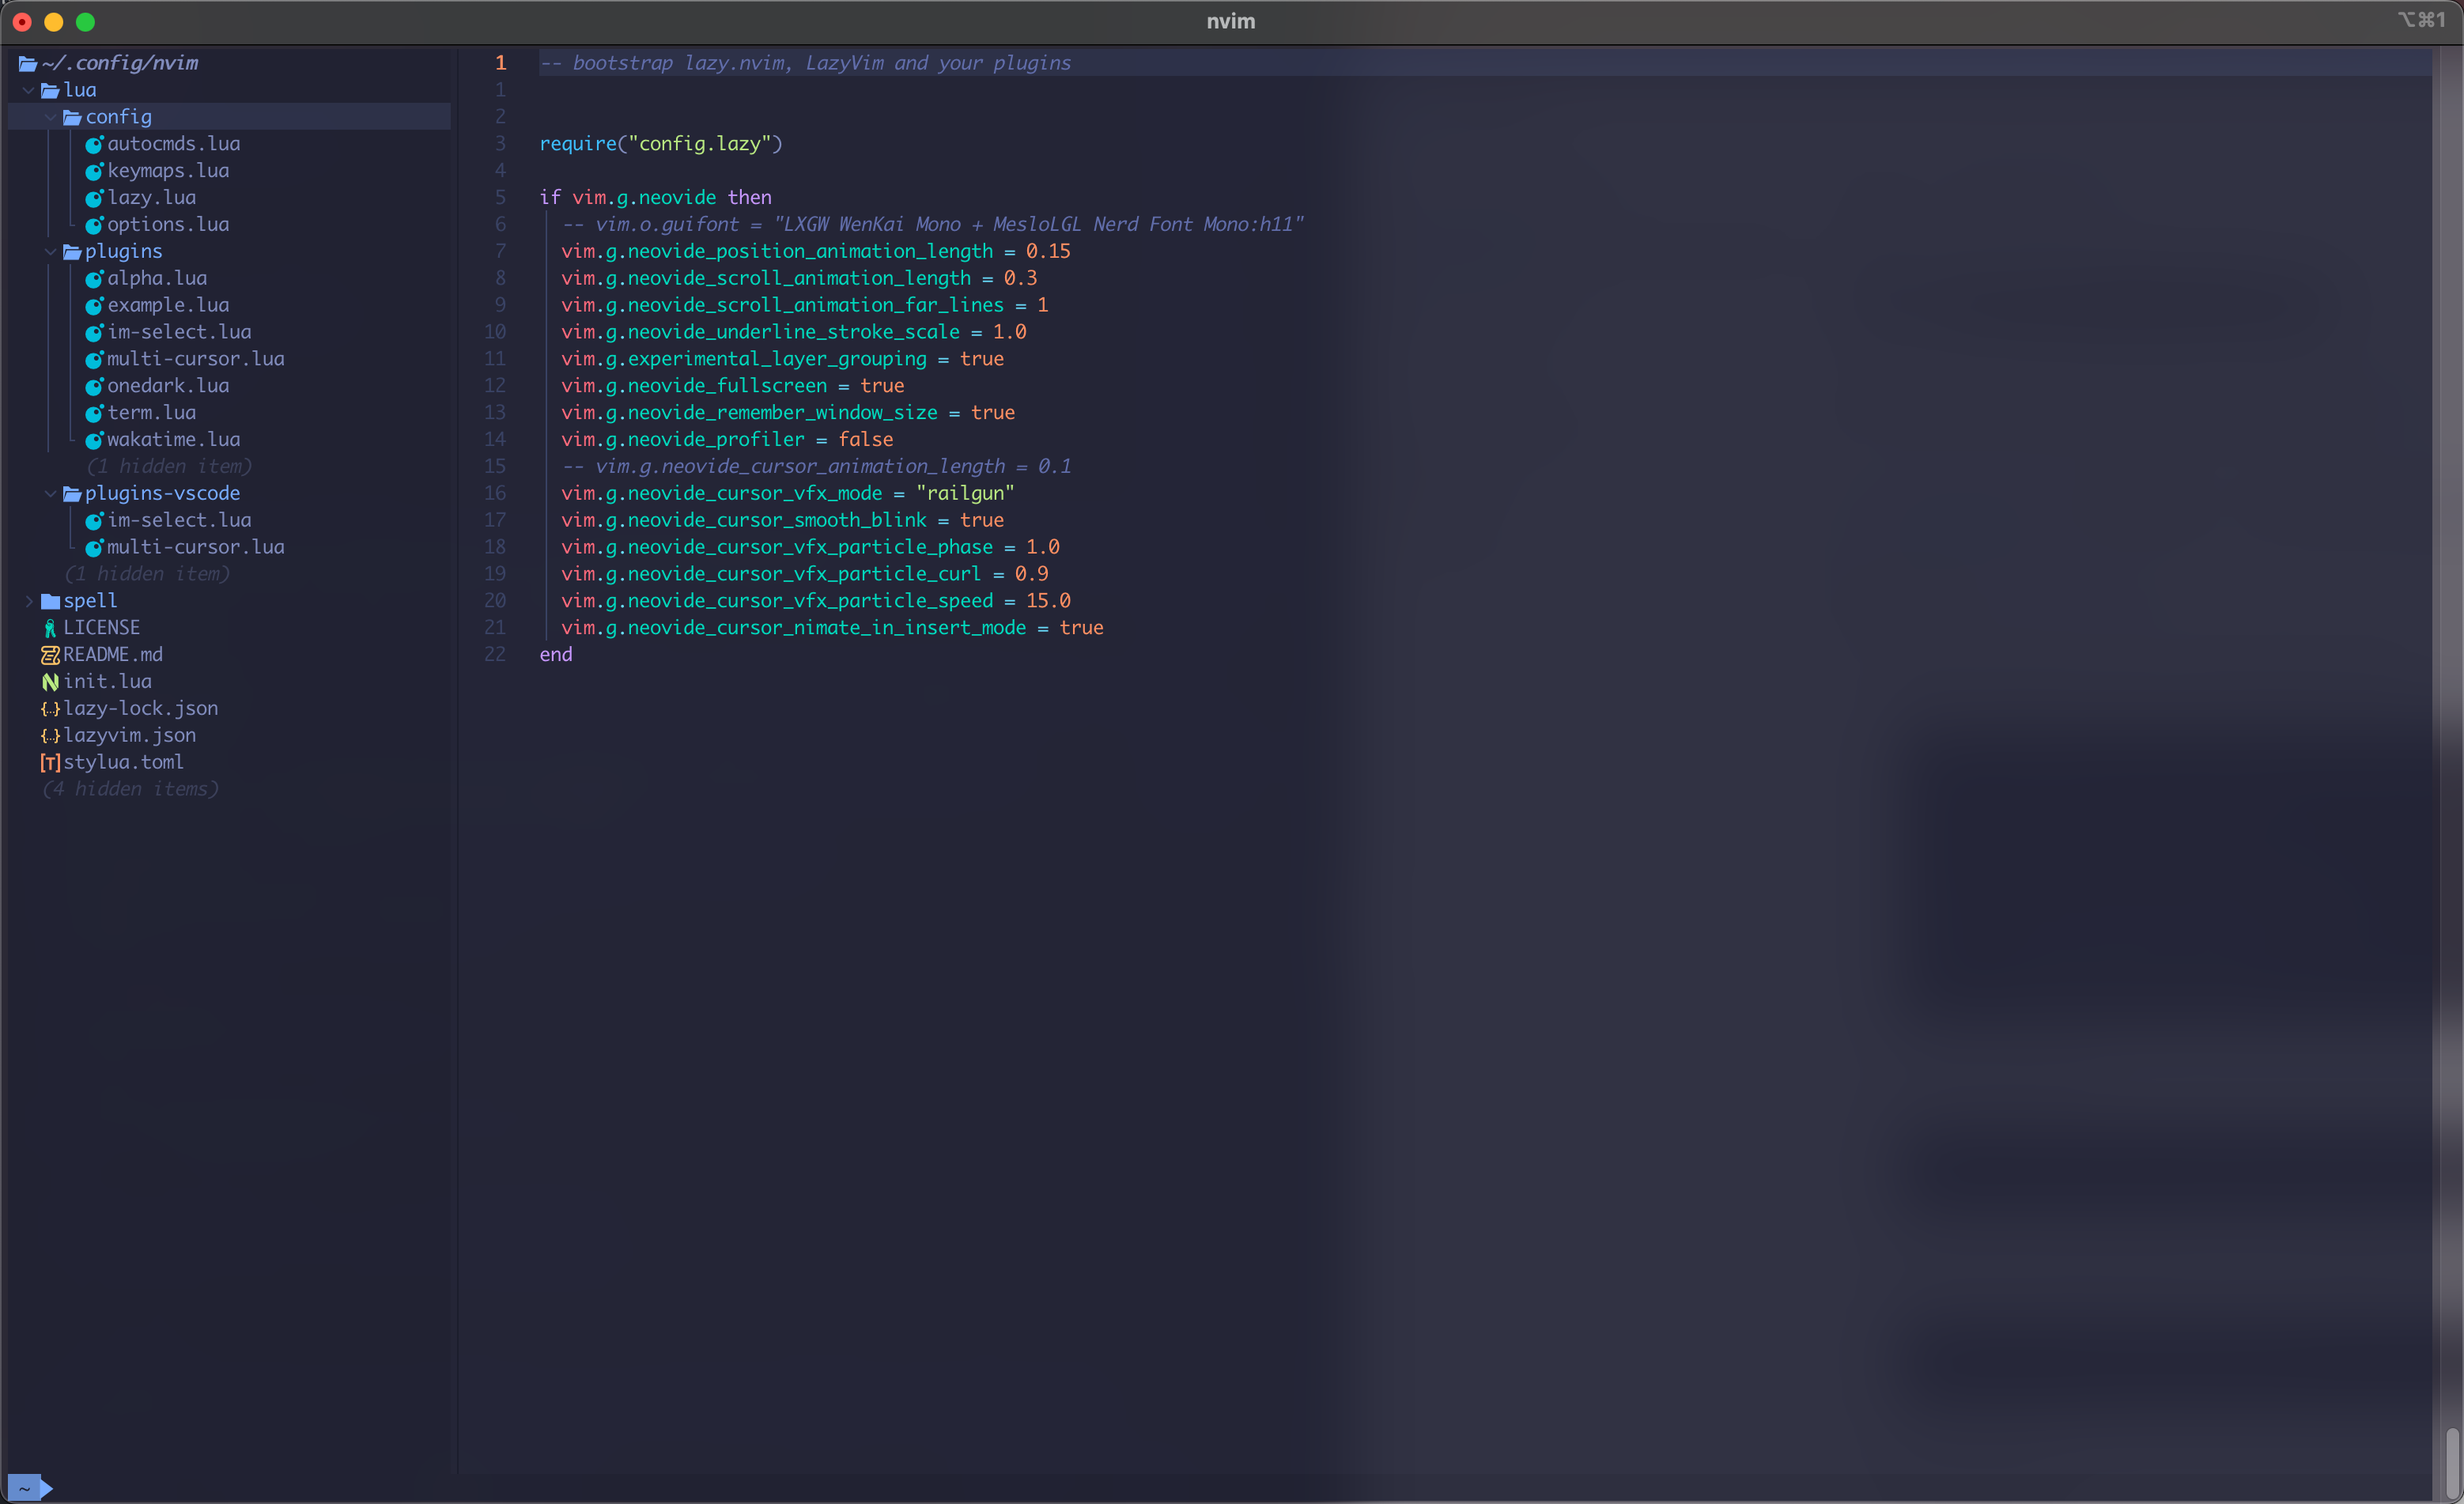 nvim
⌥⌘1
~/.config/nvim
lua
config
autocmds.lua
keymaps.lua
lazy.lua
options.lua
plugins
alpha.lua
example.lua
im-select.lua
multi-cursor.lua
onedark.lua
term.lua
wakatime.lua
(1 hidden item)
plugins-vscode
im-select.lua
multi-cursor.lua
(1 hidden item)
spell
LICENSE
README.md
init.lua
{..}lazy-lock.json
{..}lazyvim.json
[T]stylua.toml
(4 hidden items)
1 -- bootstrap lazy.nvim, LazyVim and your plugins
1
2
3 require("config.lazy")
4
5 if vim.g.neovide then
6 -- vim.o.guifont = "LXGW WenKai Mono + MesloLGL Nerd Font Mono:h11"
7 vim.g.neovide_position_animation_length = 0.15
8 vim.g.neovide_scroll_animation_length = 0.3
9 vim.g.neovide_scroll_animation_far_lines = 1
10 vim.g.neovide_underline_stroke_scale = 1.0
11 vim.g.experimental_layer_grouping = true
12 vim.g.neovide_fullscreen = true
13 vim.g.neovide_remember_window_size = true
14 vim.g.neovide_profiler = false
15 -- vim.g.neovide_cursor_animation_length = 0.1
16 vim.g.neovide_cursor_vfx_mode = "railgun"
17 vim.g.neovide_cursor_smooth_blink = true
18 vim.g.neovide_cursor_vfx_particle_phase = 1.0
19 vim.g.neovide_cursor_vfx_particle_curl = 0.9
20 vim.g.neovide_cursor_vfx_particle_speed = 15.0
21 vim.g.neovide_cursor_nimate_in_insert_mode = true
22 end
~